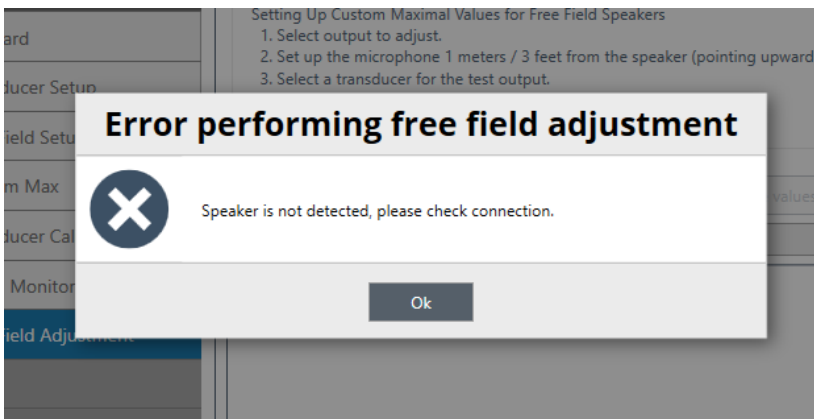 Setting Up Custom Maximal Values for Free Field Speakers
1. Select output to adjust.
2. Set up the microphone 1 meters / 3 feet from the speaker (pointing upward
3. Select a transducer for the test output.
ard
ducer Setup
ield Setu
m Max
ducer Cal
Monitor
ield Adjustment
Error performing free field adjustment
Speaker is not detected, please check connection.
Ok
values